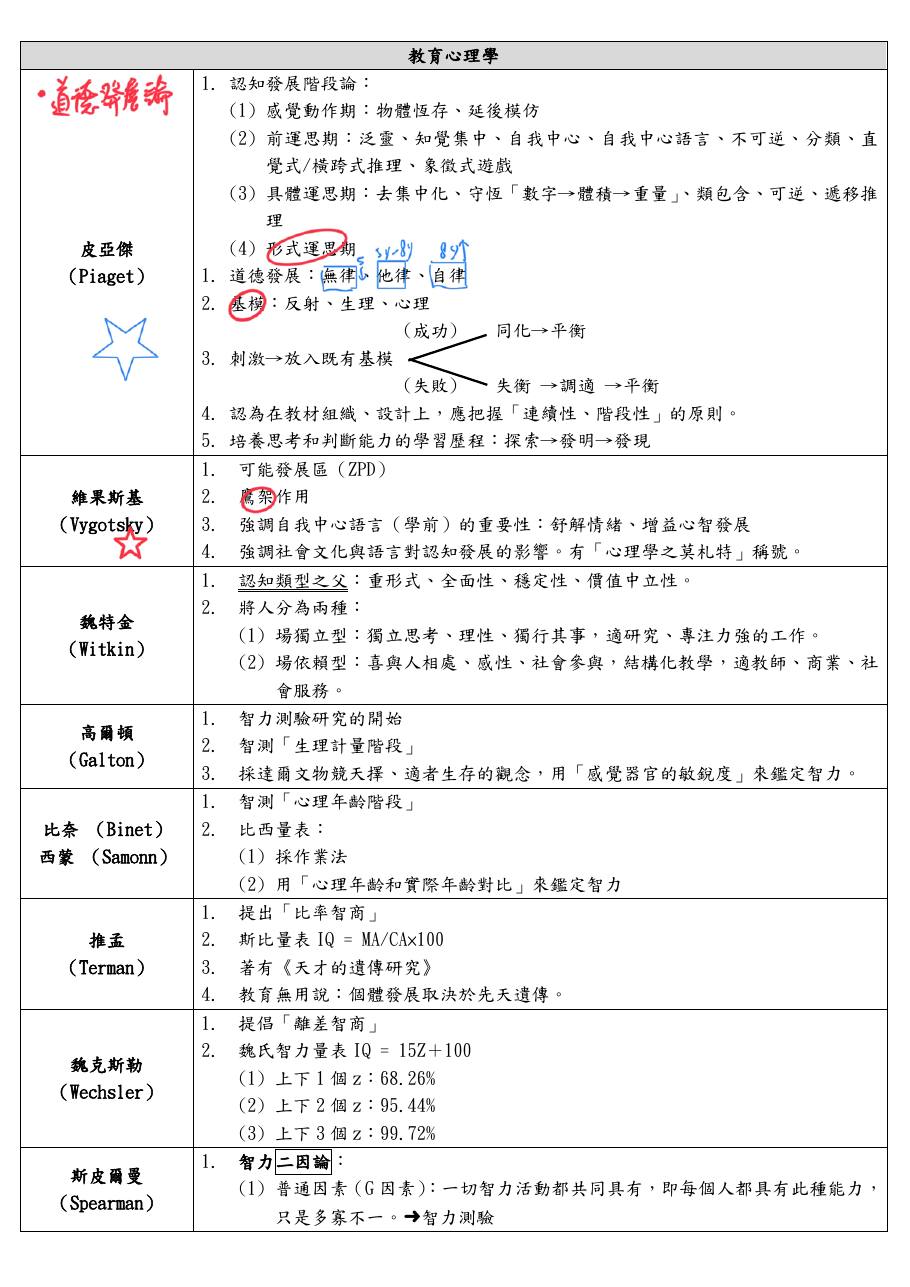 教育心理學
•道德發展論
皮亞傑
（Piaget）
1. 認知發展階段論：
(1) 感覺動作期：物體恆存、延後模仿
(2) 前運思期：泛靈、知覺集中、自我中心、自我中心語言、不可逆、分類、直
覺式/橫跨式推理、象徵式遊戲
(3) 具體運思期：去集中化、守恆「數字→體積→重量」、類包含、可逆、遞移推
理
(4) 形式運思期
5y-8y 8y↑
1. 道德發展：無律、他律、自律
2. 基模：反射、生理、心理
（成功） 同化→平衡
3. 刺激→放入既有基模
（失敗） 失衡 →調適 →平衡
4. 認為在教材組織、設計上，應把握「連續性、階段性」的原則。
5. 培養思考和判斷能力的學習歷程：探索→發明→發現
維果斯基
（Vygotsky）
1. 可能發展區（ZPD）
2. 鷹架作用
3. 強調自我中心語言（學前）的重要性：舒解情緒、增益心智發展
4. 強調社會文化與語言對認知發展的影響。有「心理學之莫札特」稱號。
魏特金
（Witkin）
1. 認知類型之父：重形式、全面性、穩定性、價值中立性。
2. 將人分為兩種：
(1) 場獨立型：獨立思考、理性、獨行其事，適研究、專注力強的工作。
(2) 場依賴型：喜與人相處、感性、社會參與，結構化教學，適教師、商業、社
會服務。
高爾頓
（Galton）
1. 智力測驗研究的開始
2. 智測「生理計量階段」
3. 採達爾文物競天擇、適者生存的觀念，用「感覺器官的敏銳度」來鑑定智力。
比奈 （Binet）
西蒙 （Samonn）
1. 智測「心理年齡階段」
2. 比西量表：
(1) 採作業法
(2) 用「心理年齡和實際年齡對比」來鑑定智力
推孟
（Terman）
1. 提出「比率智商」
2. 斯比量表 IQ = MA/CA×100
3. 著有《天才的遺傳研究》
4. 教育無用說：個體發展取決於先天遺傳。
魏克斯勒
（Wechsler）
1. 提倡「離差智商」
2. 魏氏智力量表 IQ = 15Z＋100
(1) 上下 1 個 z：68.26%
(2) 上下 2 個 z：95.44%
(3) 上下 3 個 z：99.72%
斯皮爾曼
（Spearman）
1. 智力二因論：
(1) 普通因素（G 因素）：一切智力活動都共同具有，即每個人都具有此種能力，
只是多寡不一。➜智力測驗